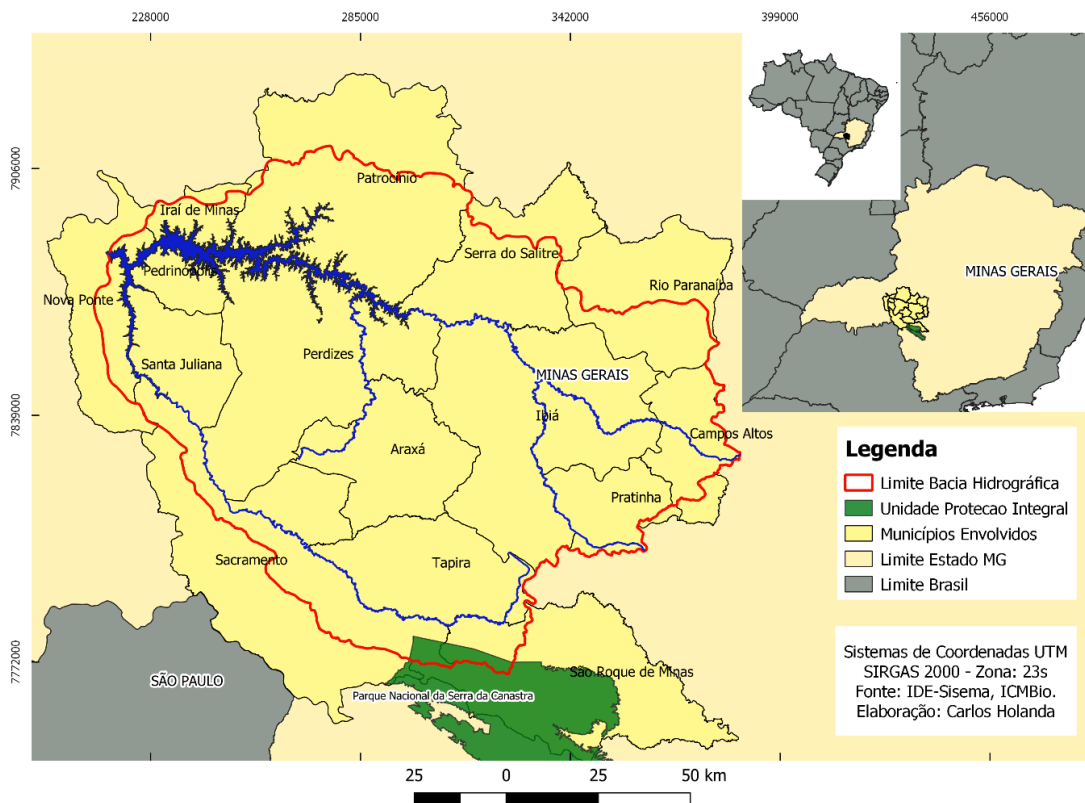 228000
285000
342000
399000
456000
7906000
7839000
7772000
Patrocínio
Iraí de Minas
Serra do Salitre
Pedrinópolis
Rio Paranaíba
Nova Ponte
Perdizes
Santa Juliana
MINAS GERAIS
Ibiá
Campos Altos
Araxá
Pratinha
Sacramento
Tapira
São Roque de Minas
SÃO PAULO
Parque Nacional da Serra da Canastra
MINAS GERAIS
Legenda
Limite Bacia Hidrográfica
Unidade Protecao Integral
Municípios Envolvidos
Limite Estado MG
Limite Brasil
Sistemas de Coordenadas UTM
SIRGAS 2000 - Zona: 23s
Fonte: IDE-Sisema, ICMBio.
Elaboração: Carlos Holanda
25 0 25 50 km